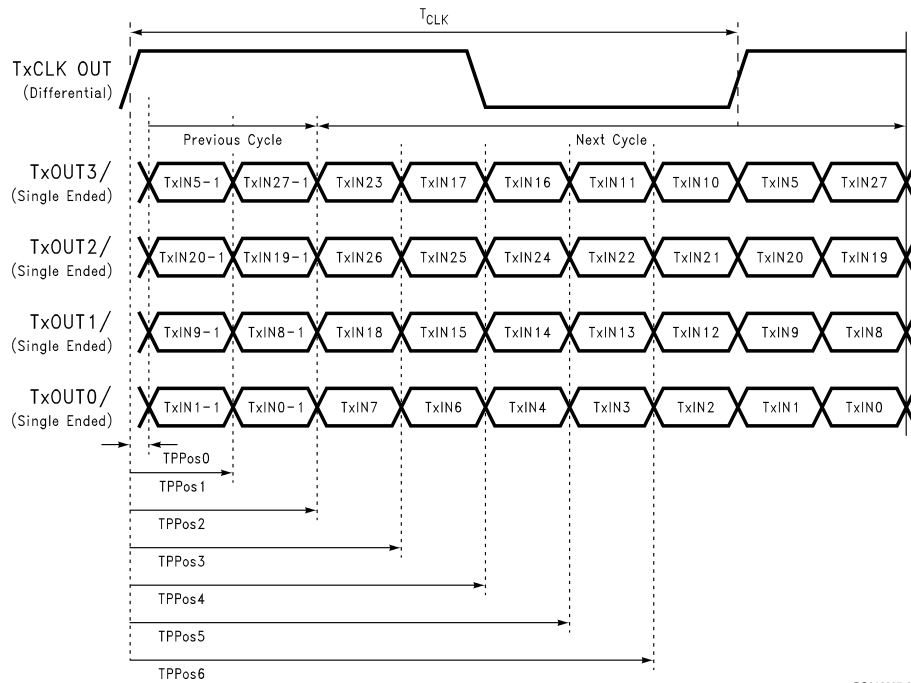 TCLK
TxCLK OUT
(Differential)
Previous Cycle
Next Cycle
TxOUT3/
(Single Ended)
TxIN5-1 TxIN27-1 TxIN23 TxIN17 TxIN16 TxIN11 TxIN10 TxIN5 TxIN27
TxOUT2/
(Single Ended)
TxIN20-1 TxIN19-1 TxIN26 TxIN25 TxIN24 TxIN22 TxIN21 TxIN20 TxIN19
TxOUT1/
(Single Ended)
TxIN9-1 TxIN8-1 TxIN18 TxIN15 TxIN14 TxIN13 TxIN12 TxIN9 TxIN8
TxOUT0/
(Single Ended)
TxIN1-1 TxIN0-1 TxIN7 TxIN6 TxIN4 TxIN3 TxIN2 TxIN1 TxIN0
TPPos0
TPPos1
TPPos2
TPPos3
TPPos4
TPPos5
TPPos6